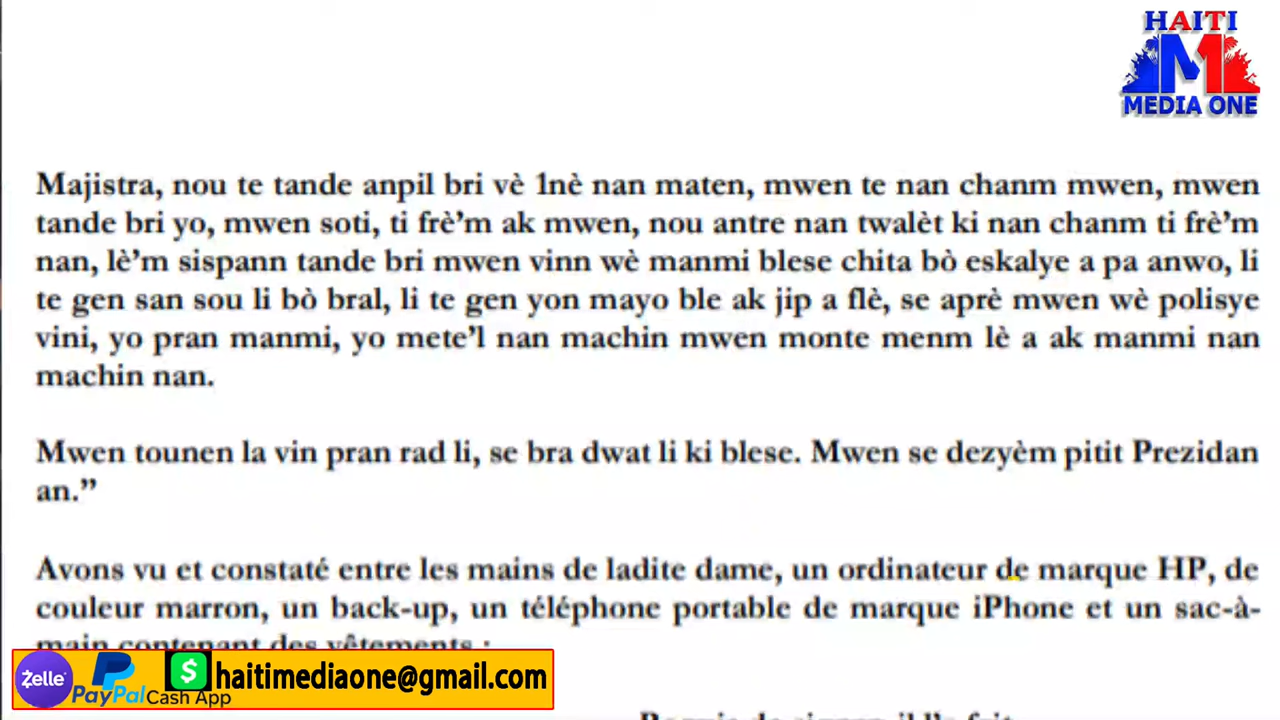 HAITI
M1
MEDIA ONE
Majistra, nou te tande anpil bri vè 1nè nan maten, mwen te nan chanm mwen, mwen
tande bri yo, mwen soti, ti frè’m ak mwen, nou antre nan twalèt ki nan chanm ti frè’m
nan, lè’m sispann tande bri mwen vinn wè manmi blese chita bò eskalye a pa anwo, li
te gen san sou li bò bral, li te gen yon mayo ble ak jip a flè, se aprè mwen wè polisye
vini, yo pran manmi, yo mete’l nan machin mwen monte menm lè a ak manmi nan
machin nan.
Mwen tounen la vin pran rad li, se bra dwat li ki blese. Mwen se dezyèm pitit Prezidan
an.”
Avons vu et constaté entre les mains de ladite dame, un ordinateur de marque HP, de
couleur marron, un back-up, un téléphone portable de marque iPhone et un sac-à-
main contenant des vêtements ;
Zelle PayPal $ Cash App haitimediaone@gmail.com